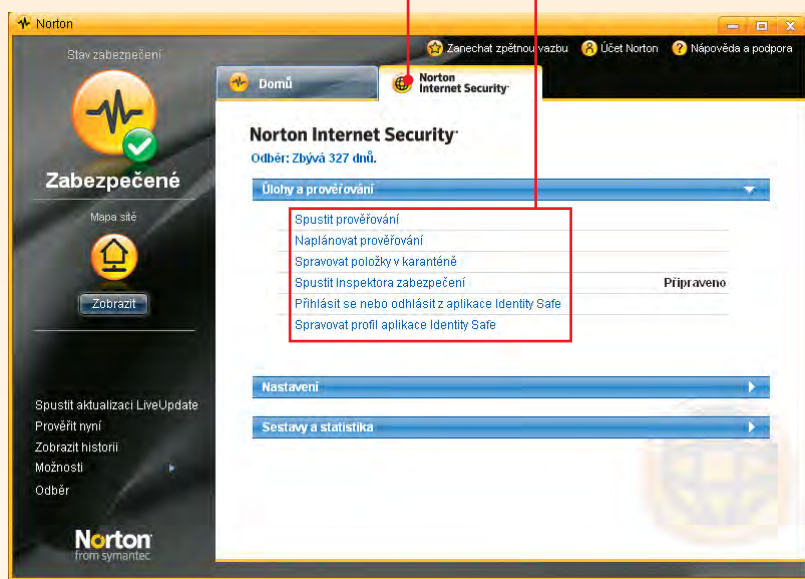 Norton
Stav zabezpečení
Zanechat zpětnou vazbu
Účet Norton
Nápověda a podpora
Domů
Norton
Internet Security
Norton Internet Security
Odběr: Zbývá 327 dnů.
Zabezpečené
Mapa sítě
Zobrazit
Úlohy a prověřování
Spustit prověřování
Naplánovat prověřování
Spravovat položky v karanténě
Spustit Inspektora zabezpečení
Připraveno
Přihlásit se nebo odhlásit z aplikace Identity Safe
Spravovat profil aplikace Identity Safe
Nastavení
Sestavy a statistika
Spustit aktualizaci LiveUpdate
Prověřit nyní
Zobrazit historii
Možnosti
Odběr
Norton
from symantec